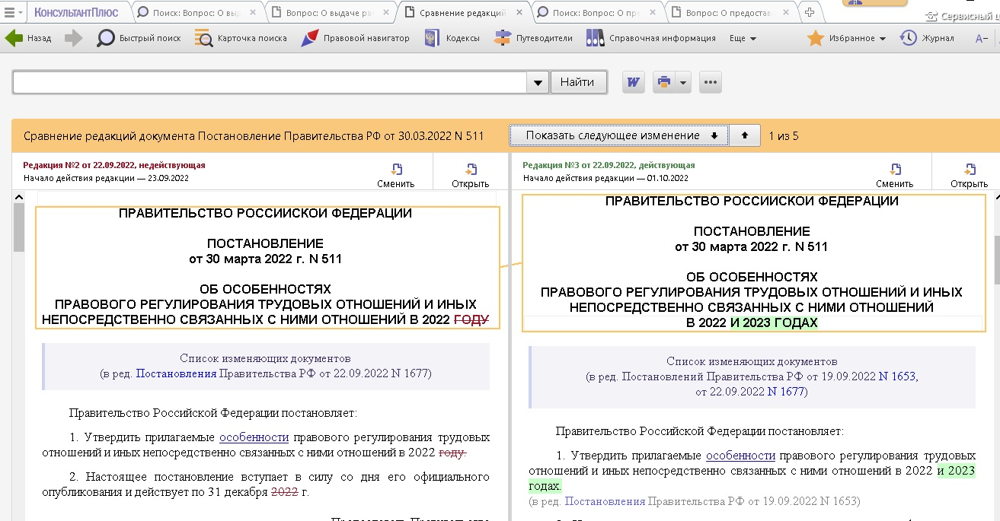 КонсультантПлюс
Поиск: Вопрос: О выд
Вопрос: О выдаче ра
Сравнение редакций
Поиск: Вопрос: О пре
Вопрос: О предостав
Сервисный ц
Назад
Быстрый поиск
Карточка поиска
Правовой навигатор
Кодексы
Путеводители
Справочная информация
Еще
Избранное
Журнал
А–
Найти
W
Сравнение редакций документа Постановление Правительства РФ от 30.03.2022 N 511
Показать следующее изменение
1 из 5
Редакция №2 от 22.09.2022, недействующая
Начало действия редакции — 23.09.2022
Сменить
Открыть
ПРАВИТЕЛЬСТВО РОССИЙСКОЙ ФЕДЕРАЦИИ
ПОСТАНОВЛЕНИЕ
от 30 марта 2022 г. N 511
ОБ ОСОБЕННОСТЯХ
ПРАВОВОГО РЕГУЛИРОВАНИЯ ТРУДОВЫХ ОТНОШЕНИЙ И ИНЫХ
НЕПОСРЕДСТВЕННО СВЯЗАННЫХ С НИМИ ОТНОШЕНИЙ В 2022 ГОДУ
Список изменяющих документов
(в ред. Постановления Правительства РФ от 22.09.2022 N 1677)
Правительство Российской Федерации постановляет:
1. Утвердить прилагаемые особенности правового регулирования трудовых
отношений и иных непосредственно связанных с ними отношений в 2022 году.
2. Настоящее постановление вступает в силу со дня его официального
опубликования и действует по 31 декабря 2022 г.
Редакция №3 от 22.09.2022, действующая
Начало действия редакции — 01.10.2022
Сменить
Открыть
ПРАВИТЕЛЬСТВО РОССИЙСКОЙ ФЕДЕРАЦИИ
ПОСТАНОВЛЕНИЕ
от 30 марта 2022 г. N 511
ОБ ОСОБЕННОСТЯХ
ПРАВОВОГО РЕГУЛИРОВАНИЯ ТРУДОВЫХ ОТНОШЕНИЙ И ИНЫХ
НЕПОСРЕДСТВЕННО СВЯЗАННЫХ С НИМИ ОТНОШЕНИЙ
В 2022 И 2023 ГОДАХ
Список изменяющих документов
(в ред. Постановлений Правительства РФ от 19.09.2022 N 1653,
от 22.09.2022 N 1677)
Правительство Российской Федерации постановляет:
1. Утвердить прилагаемые особенности правового регулирования трудовых
отношений и иных непосредственно связанных с ними отношений в 2022 и 2023
годах.
(в ред. Постановления Правительства РФ от 19.09.2022 N 1653)